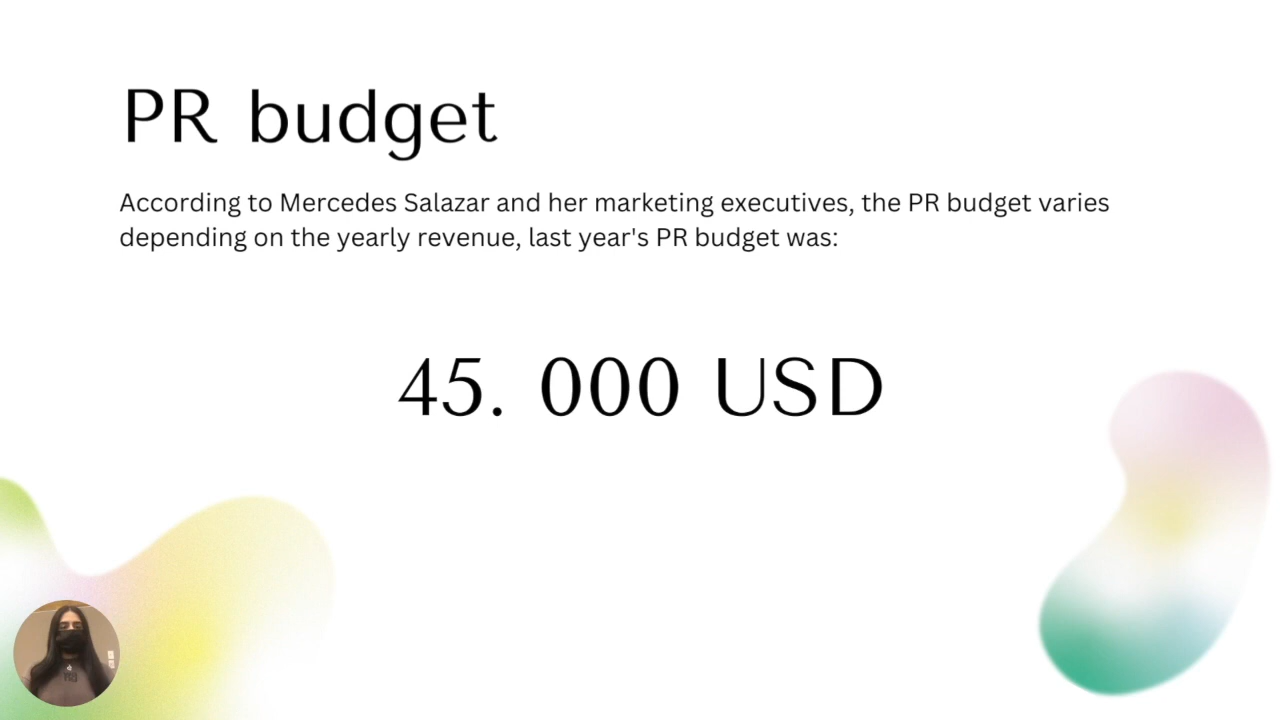 PR budget
According to Mercedes Salazar and her marketing executives, the PR budget varies
depending on the yearly revenue, last year's PR budget was:
45. 000 USD